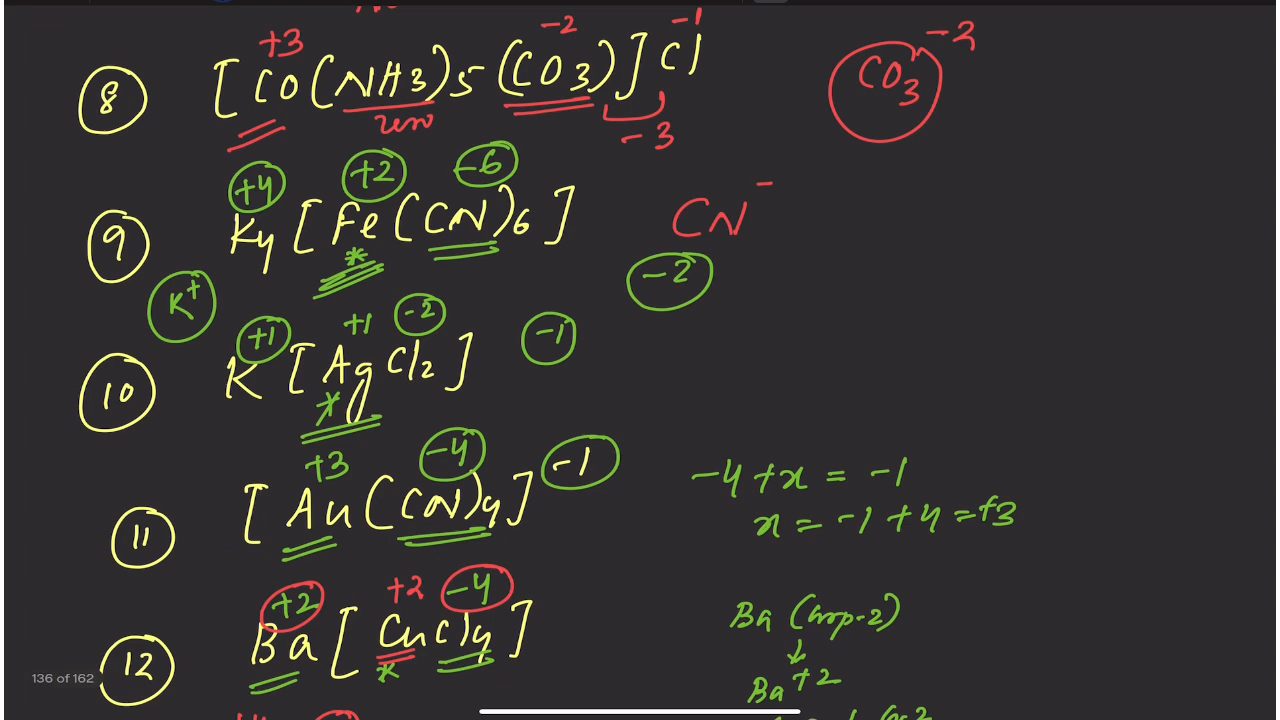 +3 -2 -1
8 [CO(NH3)5(CO3)]Cl CO3 -2
zero -3
+4 +2 -6
9 Ky[Fe(CN)6] CN-
* -2
K+
+1 +1 -2 -1
10 K[AgCl2]
*
+3 -4
11 [Au(CN)4] -1 -4+x = -1
x = -1+4 = +3
+2 +2 -4
12 Ba[CuCl4] Ba (Grop-2)
* ↓
Ba+2
136 of 162